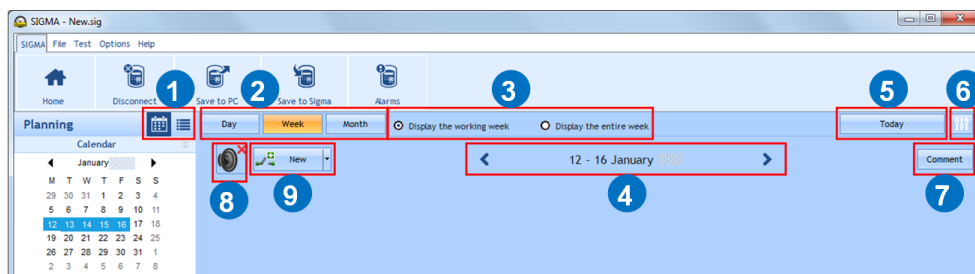 SIGMA - New.sig
SIGMA File Test Options Help
Home Disconnect Save to PC Save to Sigma Alarms
1 2 3 5 6
Planning Day Week Month Display the working week Display the entire week Today
Calendar
January
New 12 - 16 January Comment
M T W T F S S
29 30 31 1 2 3 4
5 6 7 8 9 10 11
12 13 14 15 16 17 18
19 20 21 22 23 24 25
26 27 28 29 30 31 1
2 3 4 5 6 7 8
8 9 4 7